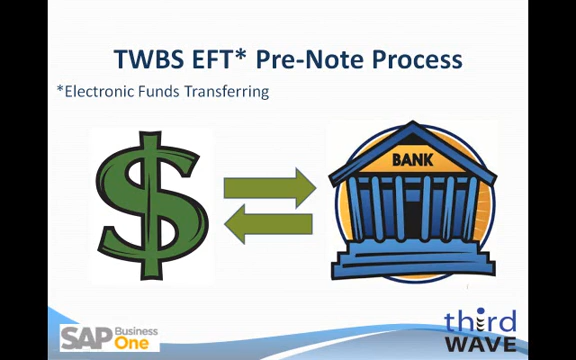 TWBS EFT* Pre-Note Process
*Electronic Funds Transferring
$
BANK
SAP Business One
third
WAVE